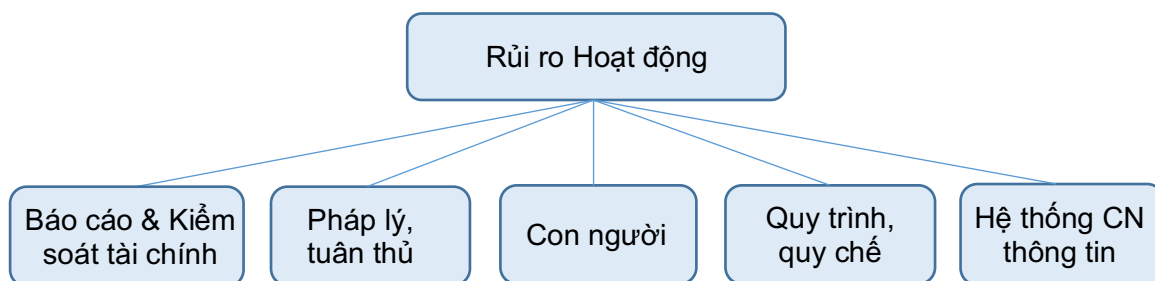 Rủi ro Hoạt động
Báo cáo & Kiểm
soát tài chính
Pháp lý,
tuân thủ
Con người
Quy trình,
quy chế
Hệ thống CN
thông tin